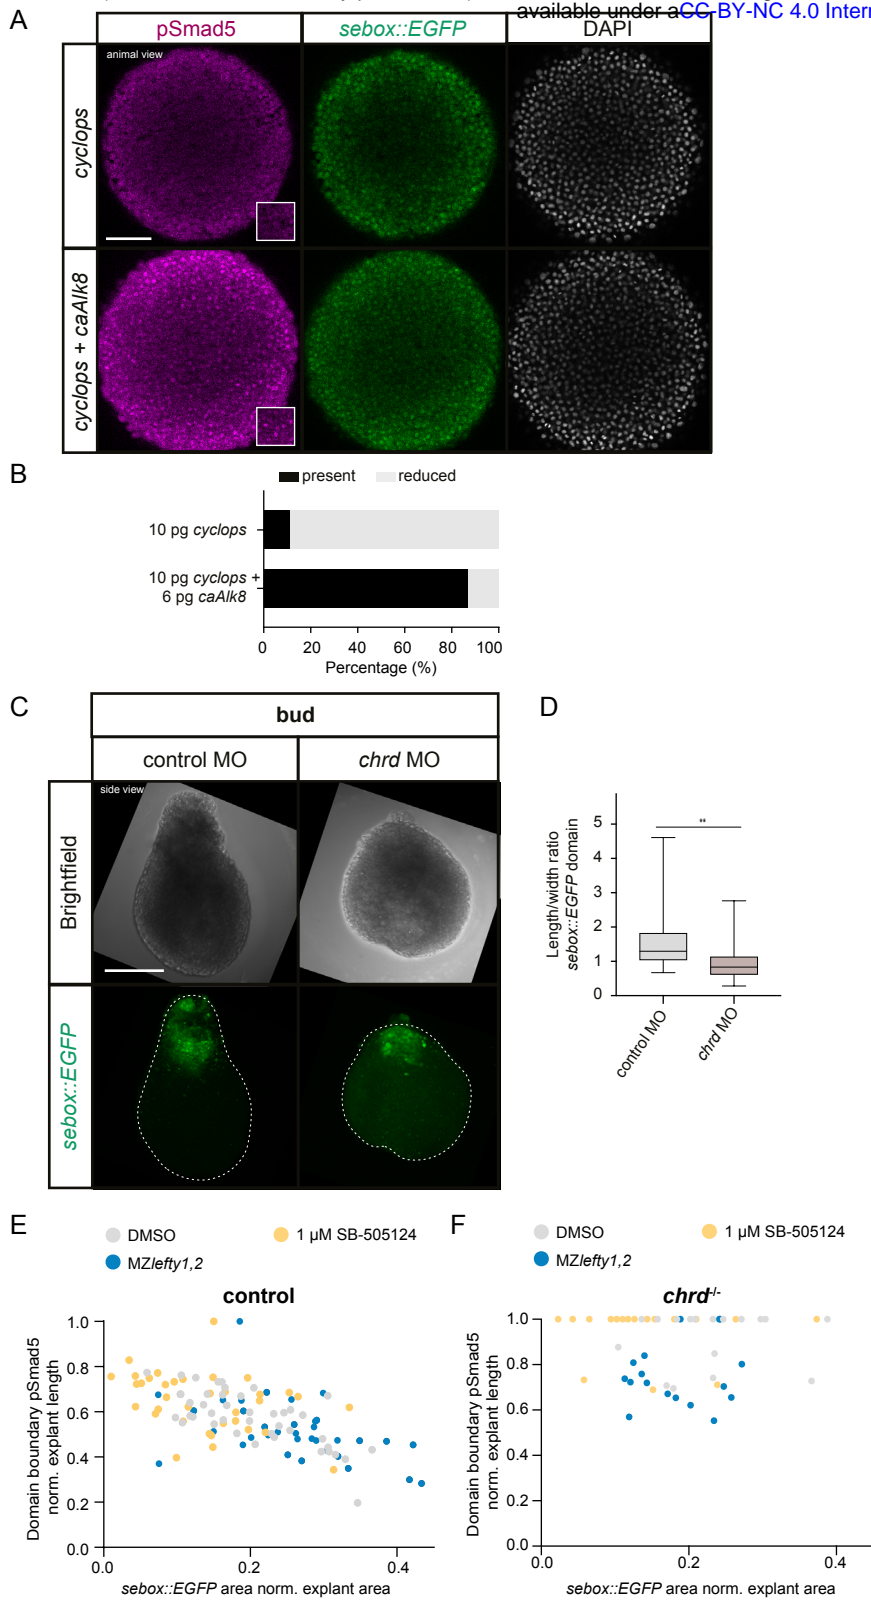 available under aCC-BY-NC 4.0 Intern
A
pSmad5
sebox::EGFP
DAPI
animal view
cyclops
cyclops + caAlk8
B
present
reduced
10 pg cyclops
10 pg cyclops +
6 pg caAlk8
0 20 40 60 80 100
Percentage (%)
C
bud
control MO
chrd MO
side view
Brightfield
sebox::EGFP
D
Length/width ratio
sebox::EGFP domain
5
4
3
2
1
0
**
control MO
chrd MO
E
DMSO
1 µM SB-505124
MZlefty1,2
control
Domain boundary pSmad5
norm. explant length
1.0
0.8
0.6
0.4
0.2
0.0
0.0 0.2 0.4
sebox::EGFP area norm. explant area
F
DMSO
1 µM SB-505124
MZlefty1,2
chrd-/-
Domain boundary pSmad5
norm. explant length
1.0
0.8
0.6
0.4
0.2
0.0
0.0 0.2 0.4
sebox::EGFP area norm. explant area